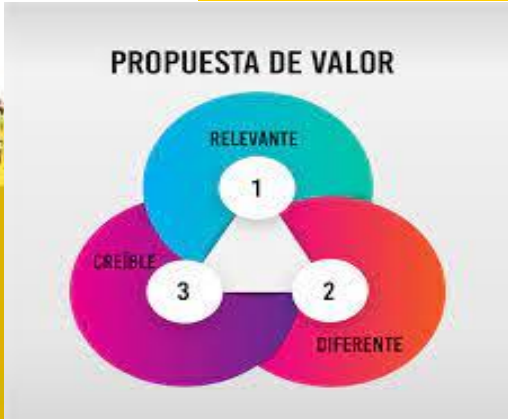 PROPUESTA DE VALOR
RELEVANTE
1
CREÍBLE
3
2
DIFERENTE